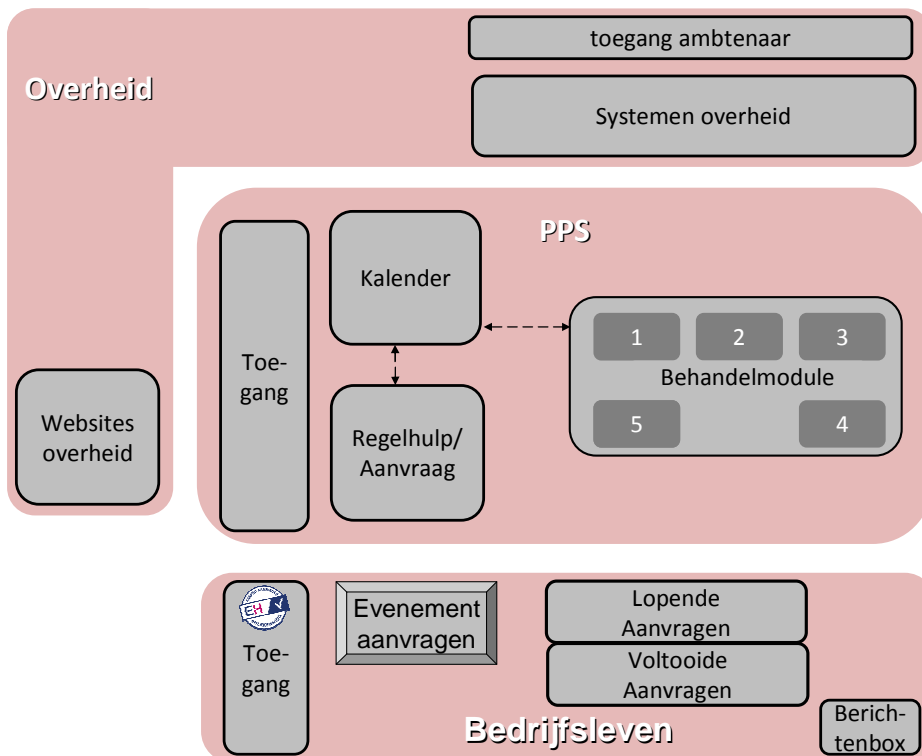 toegang ambtenaar
Overheid
Systemen overheid
PPS
Kalender
1
2
3
Behandelmodule
5
4
Toe-
gang
Regelhulp/
Aanvraag
Websites
overheid
EH
Toe-
gang
Evenement
aanvragen
Lopende
Aanvragen
Voltooide
Aanvragen
Bedrijfsleven
Berich-
tenbox